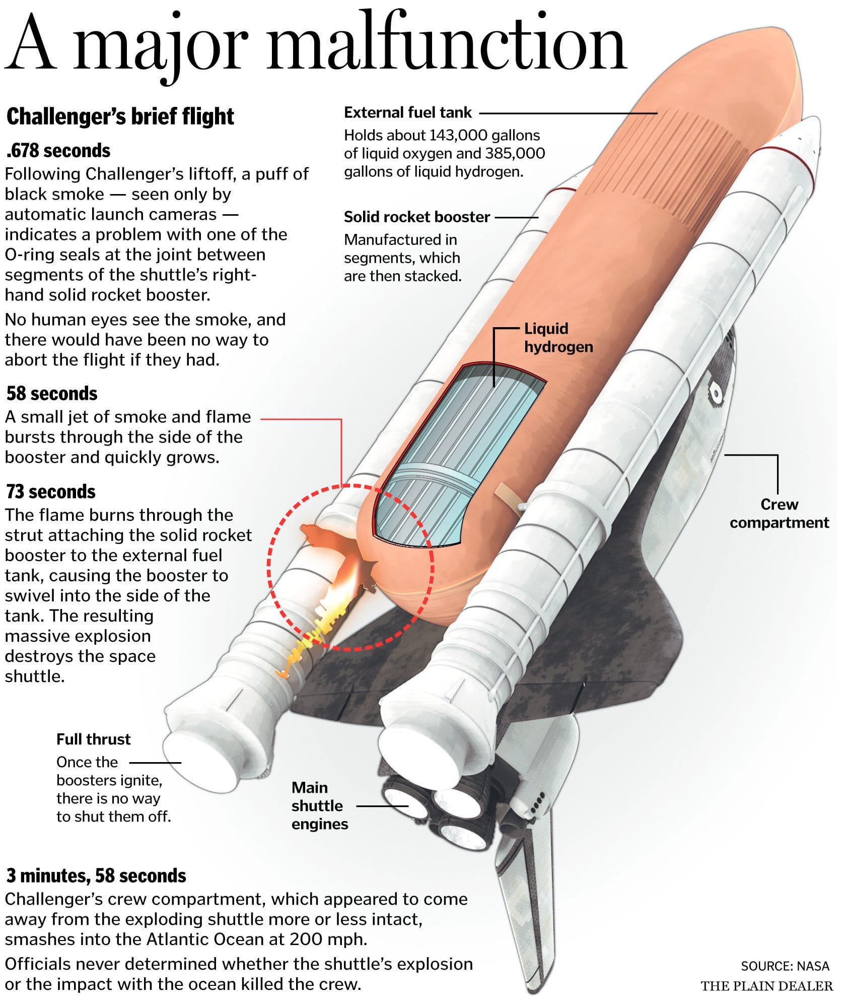 A major malfunction
Challenger's brief flight
.678 seconds
Following Challenger's liftoff, a puff of
black smoke — seen only by
automatic launch cameras —
indicates a problem with one of the
O-ring seals at the joint between
segments of the shuttle's right-
hand solid rocket booster.
No human eyes see the smoke, and
there would have been no way to
abort the flight if they had.
58 seconds
A small jet of smoke and flame
bursts through the side of the
booster and quickly grows.
73 seconds
The flame burns through the
strut attaching the solid rocket
booster to the external fuel
tank, causing the booster to
swivel into the side of the
tank. The resulting
massive explosion
destroys the space
shuttle.
External fuel tank
Holds about 143,000 gallons
of liquid oxygen and 385,000
gallons of liquid hydrogen.
Solid rocket booster
Manufactured in
segments, which
are then stacked.
Liquid
hydrogen
Crew
compartment
Full thrust
Once the
boosters ignite,
there is no way
to shut them off.
Main
shuttle
engines
3 minutes, 58 seconds
Challenger's crew compartment, which appeared to come
away from the exploding shuttle more or less intact,
smashes into the Atlantic Ocean at 200 mph.
Officials never determined whether the shuttle's explosion
or the impact with the ocean killed the crew.
SOURCE: NASA
THE PLAIN DEALER